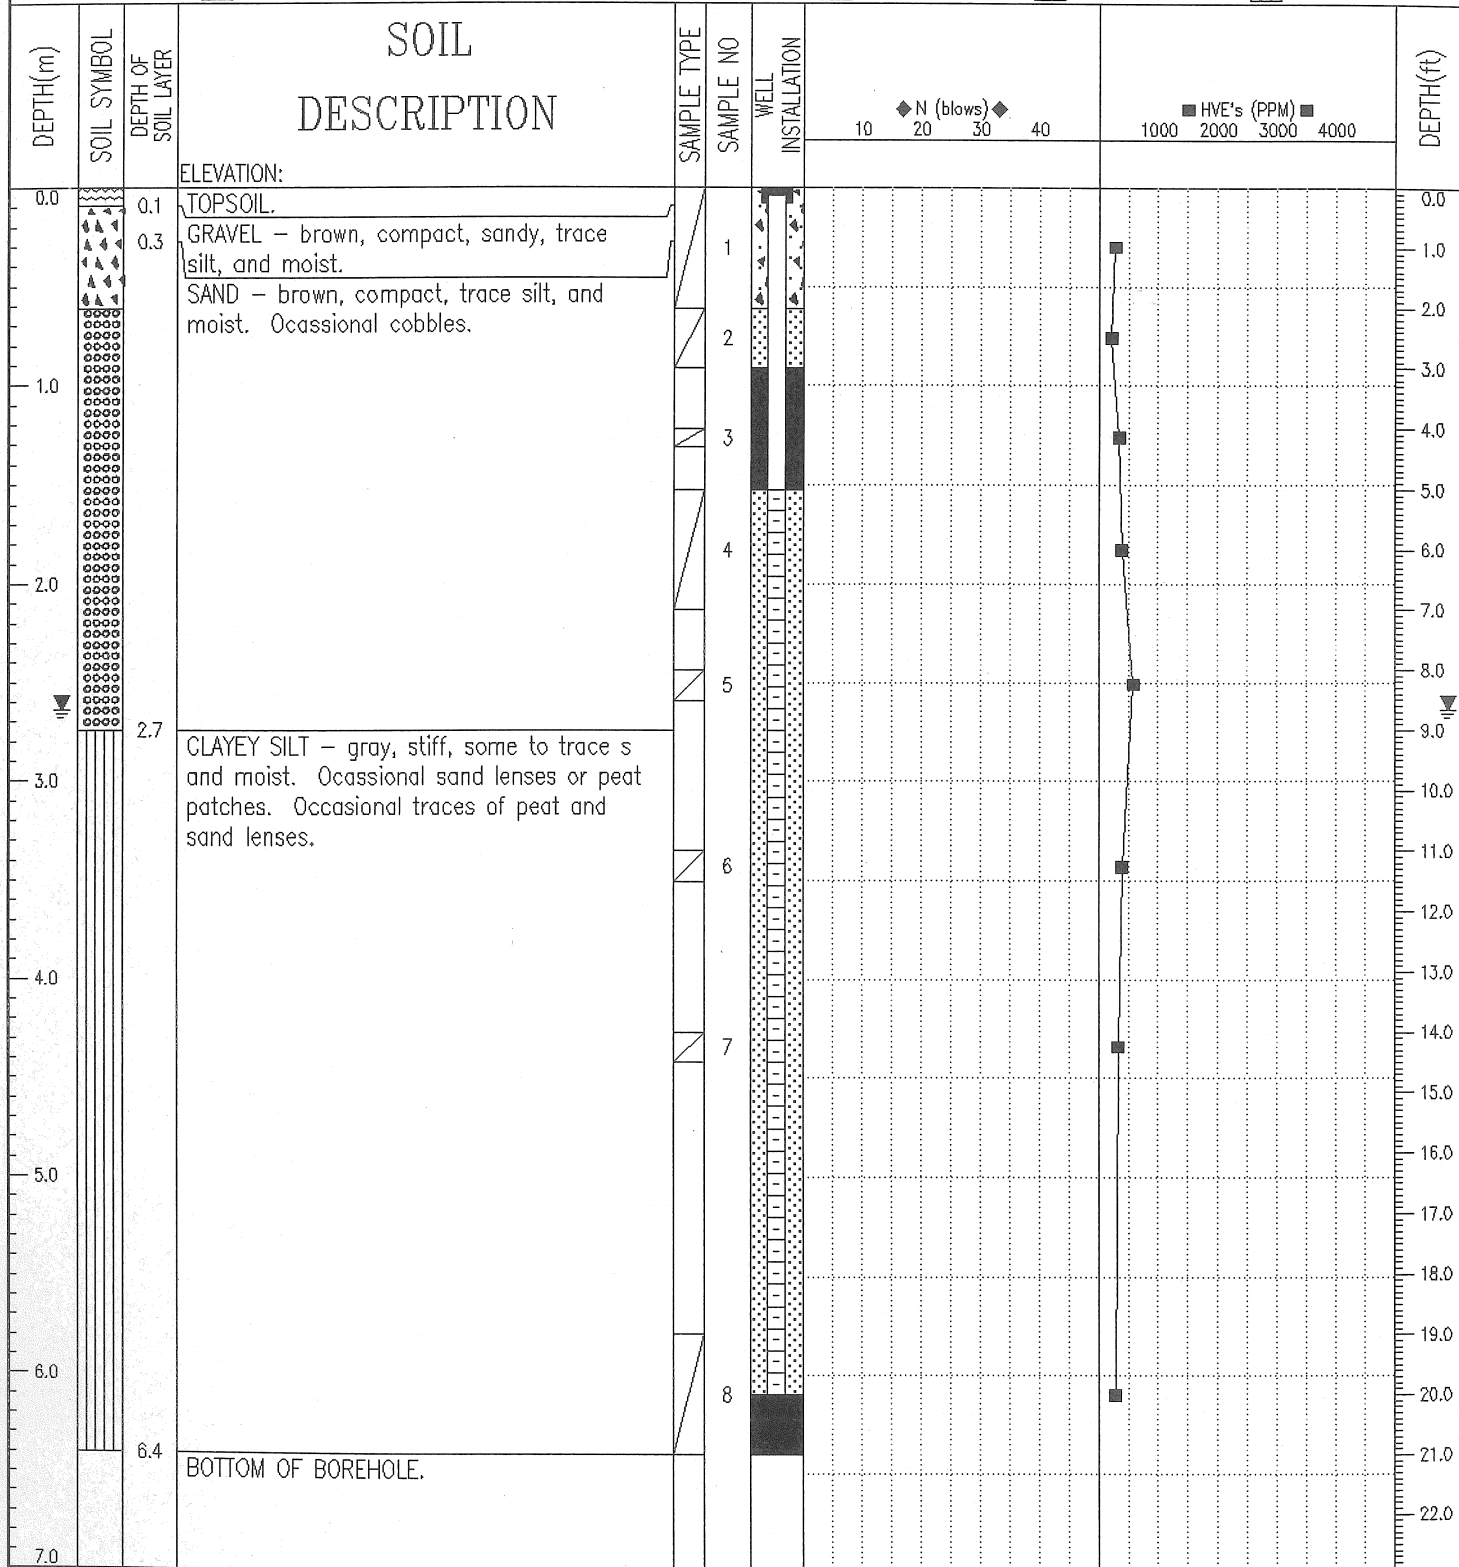 DEPTH(m)
SOIL SYMBOL
DEPTH OF
SOIL LAYER
SOIL
DESCRIPTION
ELEVATION:
SAMPLE TYPE
SAMPLE NO
WELL
INSTALLATION
N (blows)
10 20 30 40
HVE's (PPM)
1000 2000 3000 4000
DEPTH(ft)
0.0
1.0
2.0
3.0
4.0
5.0
6.0
7.0
0.1
0.3
2.7
6.4
TOPSOIL.
GRAVEL – brown, compact, sandy, trace
silt, and moist.
SAND – brown, compact, trace silt, and
moist. Ocassional cobbles.
CLAYEY SILT – gray, stiff, some to trace s
and moist. Ocassional sand lenses or peat
patches. Occasional traces of peat and
sand lenses.
BOTTOM OF BOREHOLE.
1
2
3
4
5
6
7
8
0.0
1.0
2.0
3.0
4.0
5.0
6.0
7.0
8.0
9.0
10.0
11.0
12.0
13.0
14.0
15.0
16.0
17.0
18.0
19.0
20.0
21.0
22.0